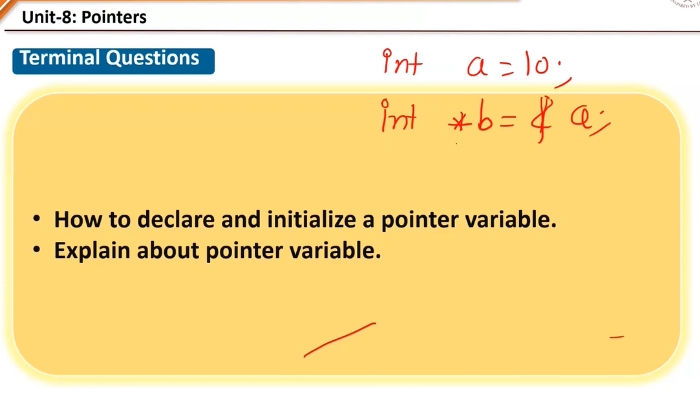 Unit-8: Pointers
Terminal Questions
int a = 10;
int *b = & a;
• How to declare and initialize a pointer variable.
• Explain about pointer variable.